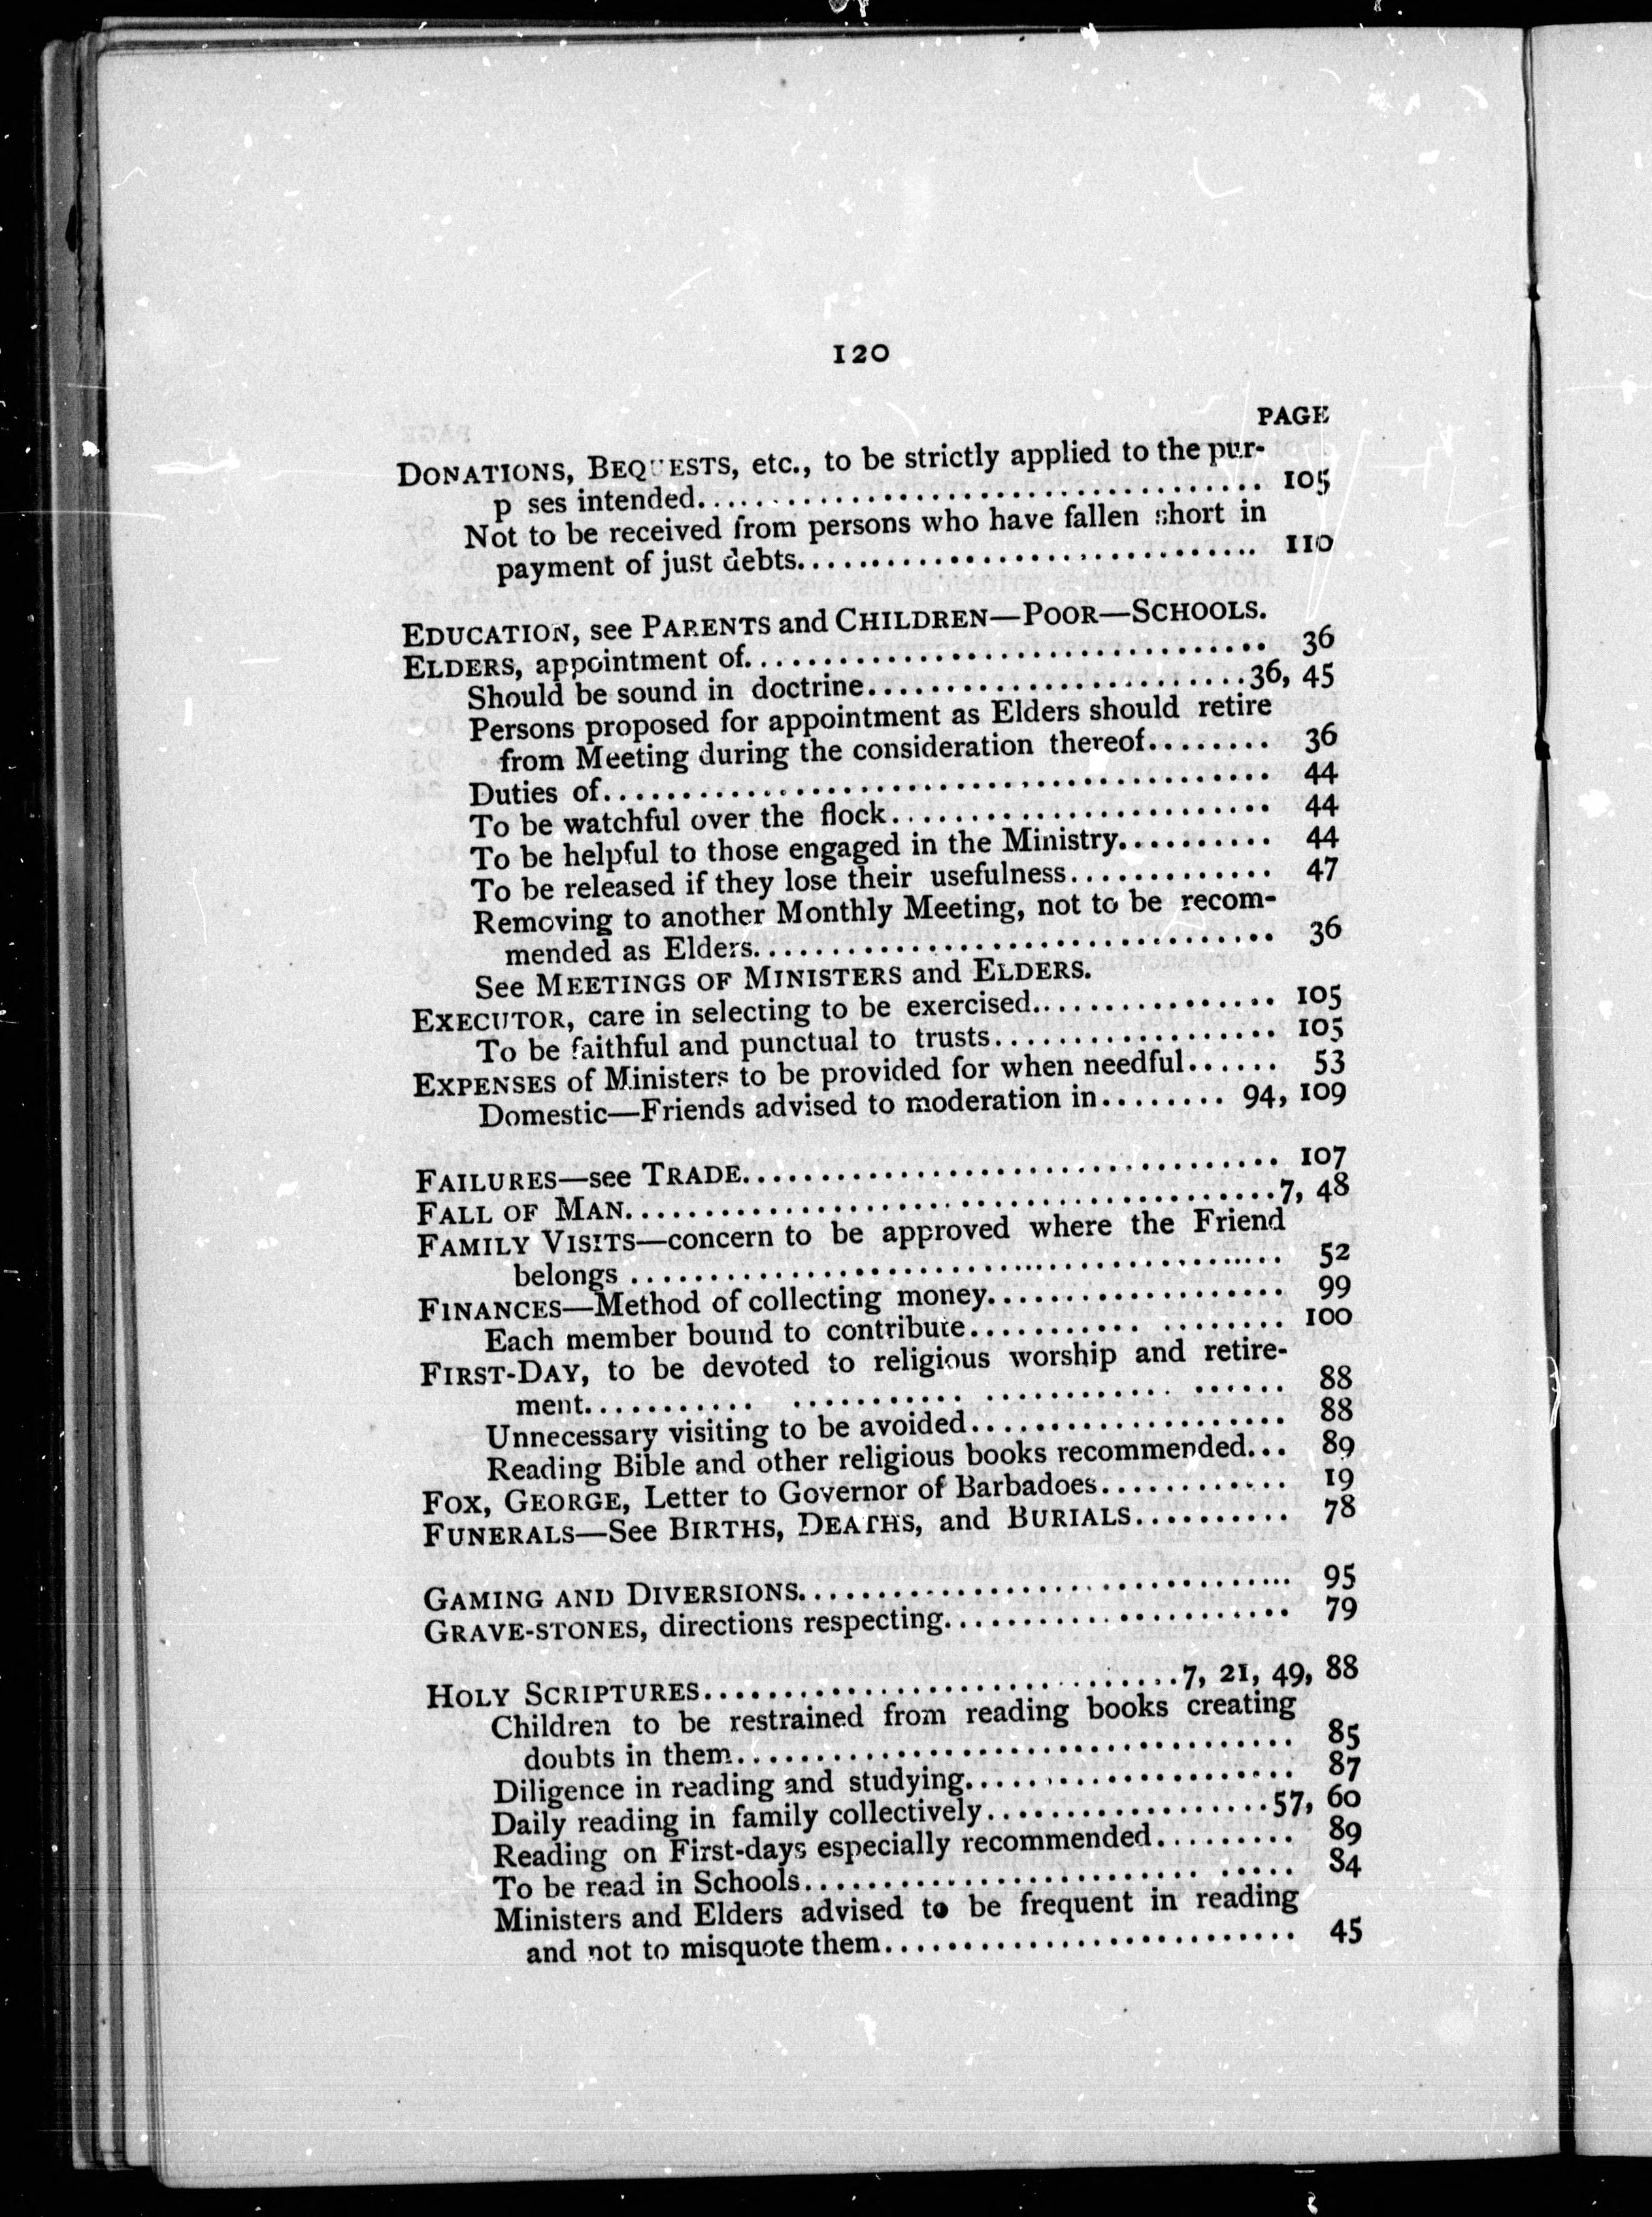 120
PAGE
DONATIONS, BEQUESTS, etc., to be strictly applied to the pur-
p ses intended........................................ 105
Not to be received from persons who have fallen short in
payment of just debts.............................. 110
EDUCATION, see PARENTS and CHILDREN—POOR—SCHOOLS.
ELDERS, appointment of.................................. 36
Should be sound in doctrine.........................36, 45
Persons proposed for appointment as Elders should retire
from Meeting during the consideration thereof........ 36
Duties of........................................... 44
To be watchful over the flock......................... 44
To be helpful to those engaged in the Ministry.......... 44
To be released if they lose their usefulness............. 47
Removing to another Monthly Meeting, not to be recom-
mended as Elders.................................. 36
See MEETINGS OF MINISTERS and ELDERS.
EXECUTOR, care in selecting to be exercised................ 105
To be faithful and punctual to trusts.................. 105
EXPENSES of Ministers to be provided for when needful...... 53
Domestic—Friends advised to moderation in........ 94, 109
FAILURES—see TRADE................................... 107
FALL OF MAN..........................................7, 48
FAMILY VISITS—concern to be approved where the Friend
belongs .......................................... 52
FINANCES—Method of collecting money................... 99
Each member bound to contribute........... ........ 100
FIRST-DAY, to be devoted to religious worship and retire-
ment........... ........... ............ ...... 88
Unnecessary visiting to be avoided.................... 88
Reading Bible and other religious books recommended... 89
FOX, GEORGE, Letter to Governor of Barbadoes............ 19
FUNERALS—See BIRTHS, DEATHS, and BURIALS.......... 78
GAMING AND DIVERSIONS................................ 95
GRAVE-STONES, directions respecting...................... 79
HOLY SCRIPTURES...............................7, 21, 49, 88
Children to be restrained from reading books creating
doubts in them.................................... 85
Diligence in reading and studying..................... 87
Daily reading in family collectively..................57, 60
Reading on First-days especially recommended......... 89
To be read in Schools......................... ..... 84
Ministers and Elders advised to be frequent in reading
and not to misquote them........................... 45